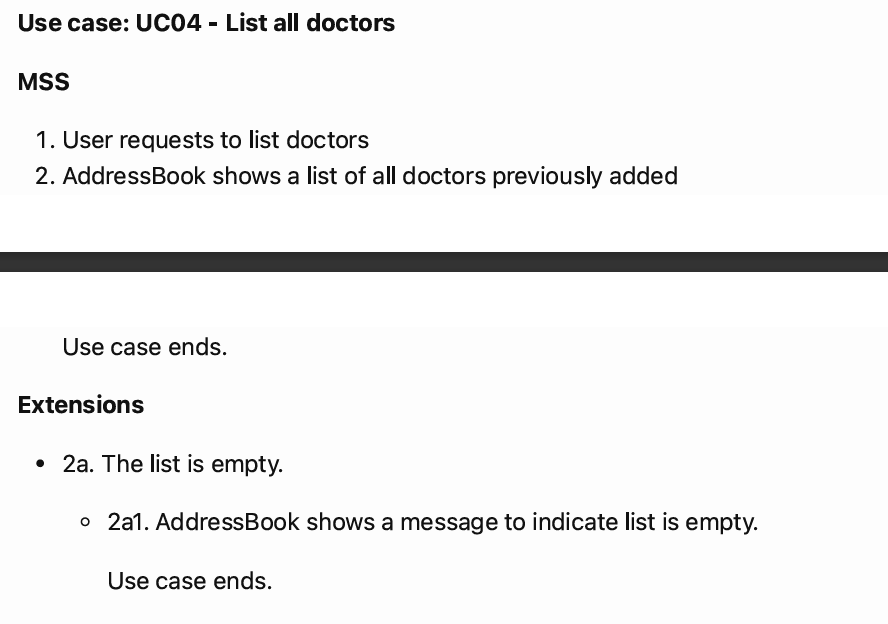 Use case: UC04 - List all doctors
MSS
1. User requests to list doctors
2. AddressBook shows a list of all doctors previously added
Use case ends.
Extensions
• 2a. The list is empty.
◦ 2a1. AddressBook shows a message to indicate list is empty.
Use case ends.